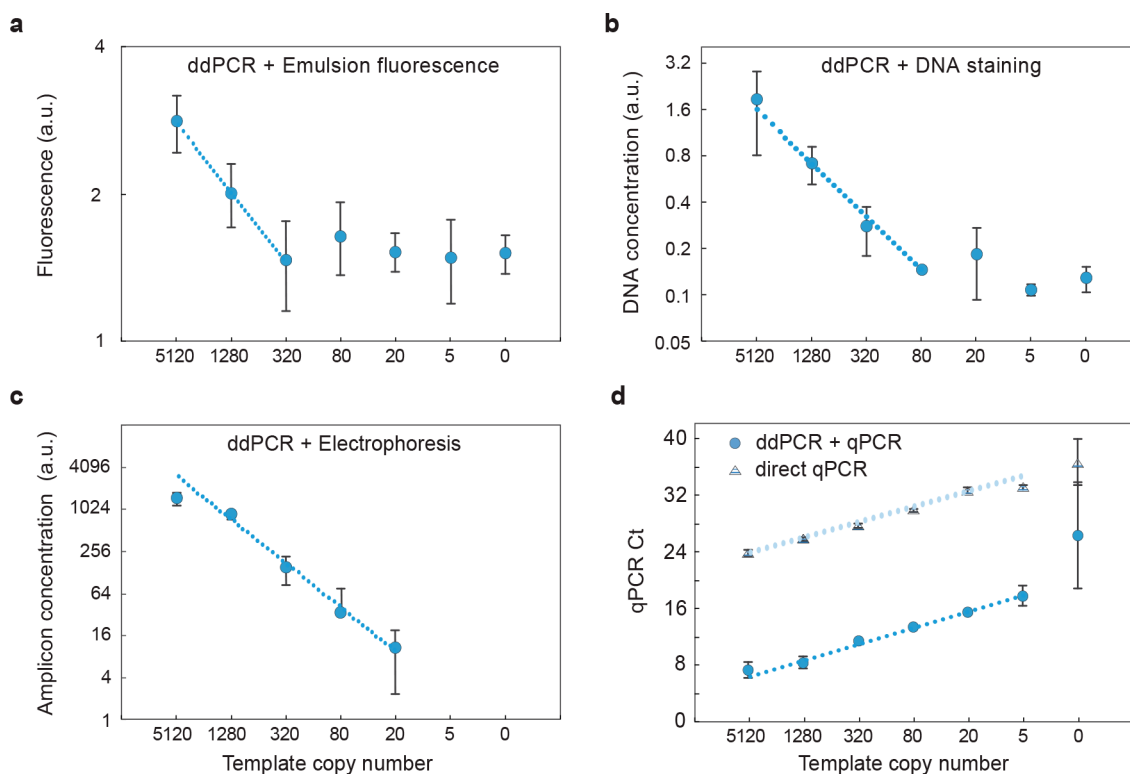 a
ddPCR + Emulsion fluorescence
Fluorescence (a.u.)
4
2
1
5120 1280 320 80 20 5 0
b
ddPCR + DNA staining
DNA concentration (a.u.)
3.2
1.6
0.8
0.4
0.2
0.1
0.05
5120 1280 320 80 20 5 0
c
ddPCR + Electrophoresis
Amplicon concentration (a.u.)
4096
1024
256
64
16
4
1
5120 1280 320 80 20 5 0
Template copy number
d
ddPCR + qPCR
direct qPCR
qPCR Ct
40
32
24
16
8
0
5120 1280 320 80 20 5 0
Template copy number